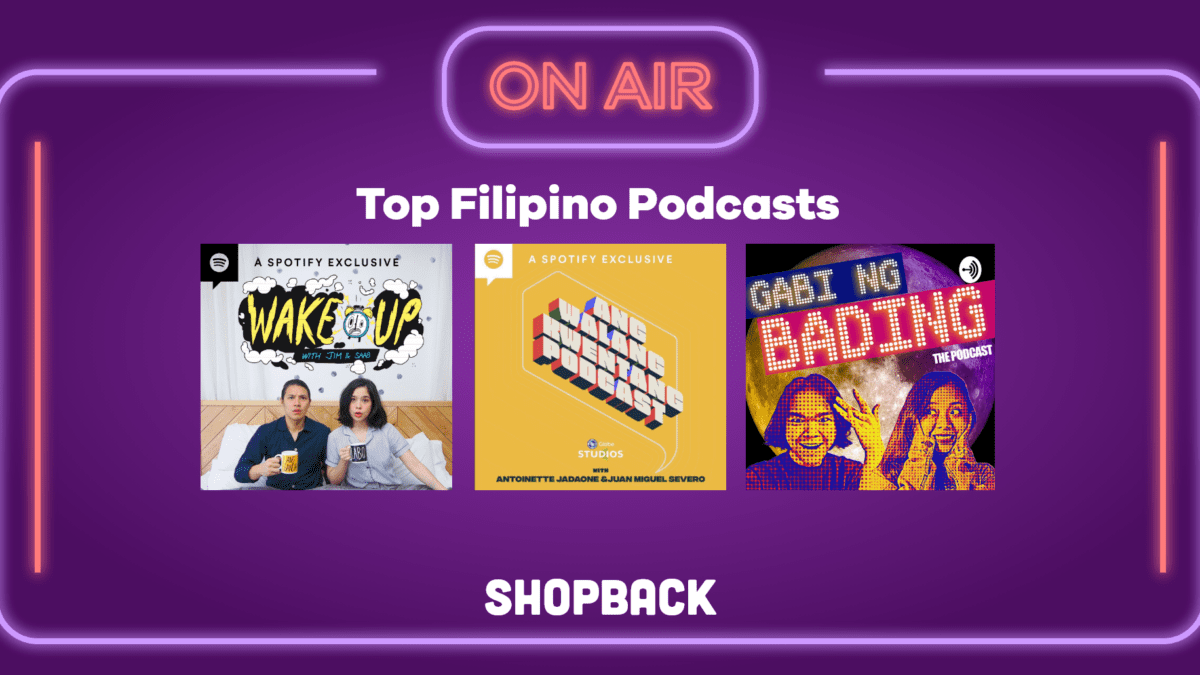 ON AIR
Top Filipino Podcasts
A SPOTIFY EXCLUSIVE
WAKE UP
WITH JIM & SAAB
A SPOTIFY EXCLUSIVE
ANG
WALANG
KWENTANG
PODCAST
STUDIOS
WITH
ANTOINETTE JADAONE & JUAN MIGUEL SEVERO
GABI NG
BADING
THE PODCAST
SHOPBACK